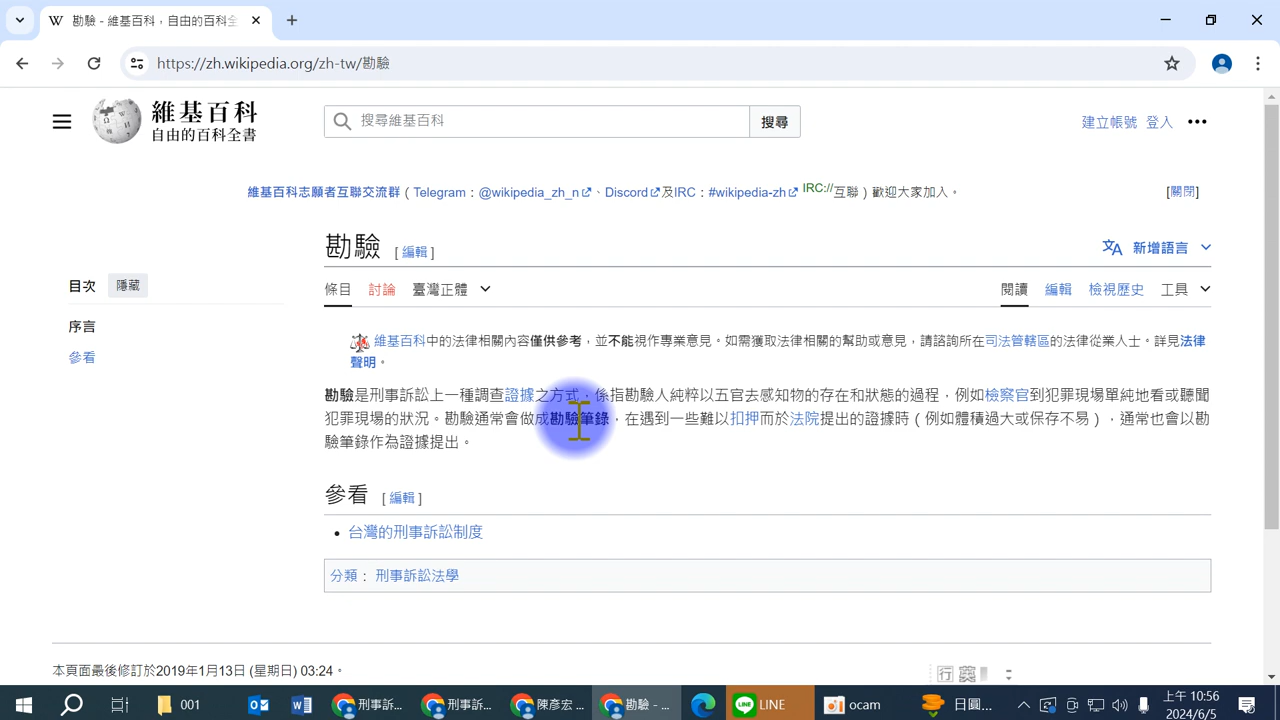 勘驗 - 維基百科，自由的百科全
https://zh.wikipedia.org/zh-tw/勘驗
維基百科
自由的百科全書
搜尋維基百科
搜尋
建立帳號 登入
維基百科志願者互聯交流群（Telegram：@wikipedia_zh_n、Discord及IRC：#wikipedia-zh IRC://互聯）歡迎大家加入。 [關閉]
勘驗 [ 編輯 ]
新增語言
目次 隱藏
條目 討論 臺灣正體
閱讀 編輯 檢視歷史 工具
序言
參看
維基百科中的法律相關內容僅供參考，並不能視作專業意見。如需獲取法律相關的幫助或意見，請諮詢所在司法管轄區的法律從業人士。詳見法律
聲明。
勘驗是刑事訴訟上一種調查證據之方式，係指勘驗人純粹以五官去感知物的存在和狀態的過程，例如檢察官到犯罪現場單純地看或聽聞
犯罪現場的狀況。勘驗通常會做成勘驗筆錄，在遇到一些難以扣押而於法院提出的證據時（例如體積過大或保存不易），通常也會以勘
驗筆錄作為證據提出。
參看 [ 編輯 ]
台灣的刑事訴訟制度
分類： 刑事訴訟法學
本頁面最後修訂於2019年1月13日 (星期日) 03:24。
行 英
001
刑事訴...
刑事訴...
陳彥宏 ...
勘驗 - ...
LINE
ocam
日圓...
上午 10:56
2024/6/5